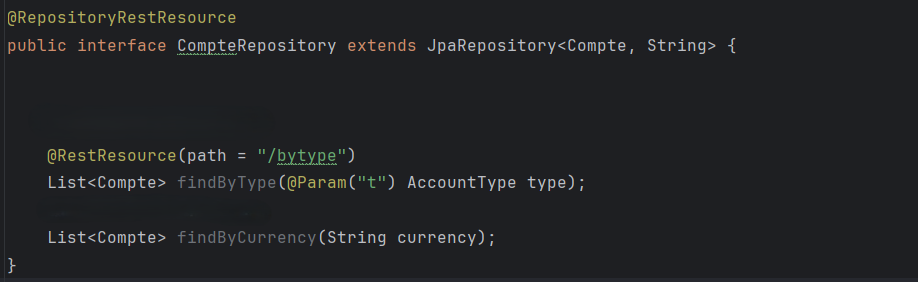 @RepositoryRestResource
public interface CompteRepository extends JpaRepository<Compte, String> {
@RestResource(path = "/bytype")
List<Compte> findByType(@Param("t") AccountType type);
List<Compte> findByCurrency(String currency);
}